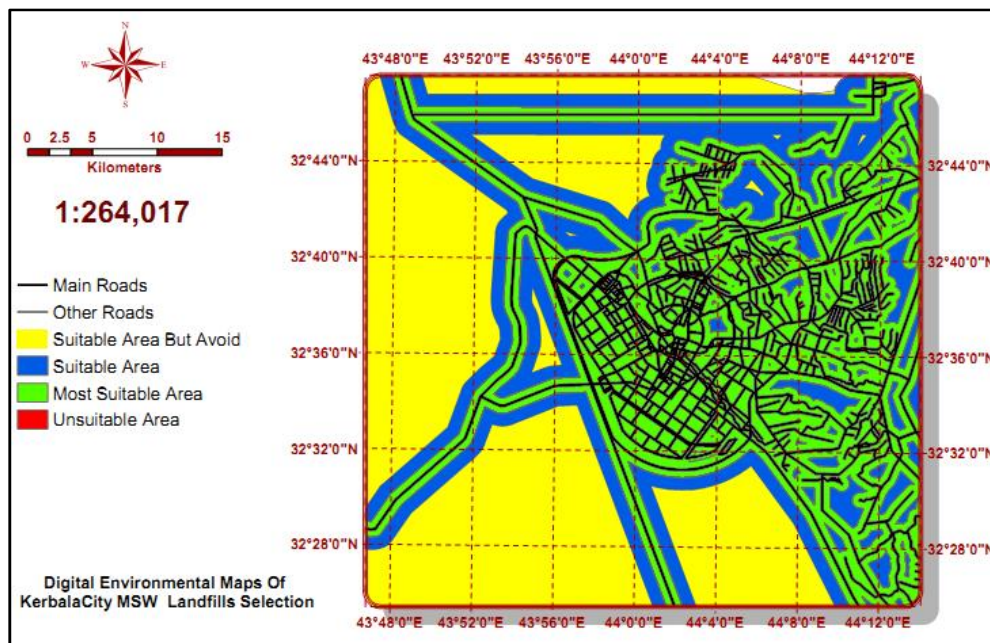 N
W E
S
0 2.5 5 10 15
Kilometers
1:264,017
Main Roads
Other Roads
Suitable Area But Avoid
Suitable Area
Most Suitable Area
Unsuitable Area
Digital Environmental Maps Of
KerbalaCity MSW Landfills Selection
43°48'0"E 43°52'0"E 43°56'0"E 44°0'0"E 44°4'0"E 44°8'0"E 44°12'0"E
32°44'0"N 32°44'0"N
32°40'0"N 32°40'0"N
32°36'0"N 32°36'0"N
32°32'0"N 32°32'0"N
32°28'0"N 32°28'0"N
43°48'0"E 43°52'0"E 43°56'0"E 44°0'0"E 44°4'0"E 44°8'0"E 44°12'0"E